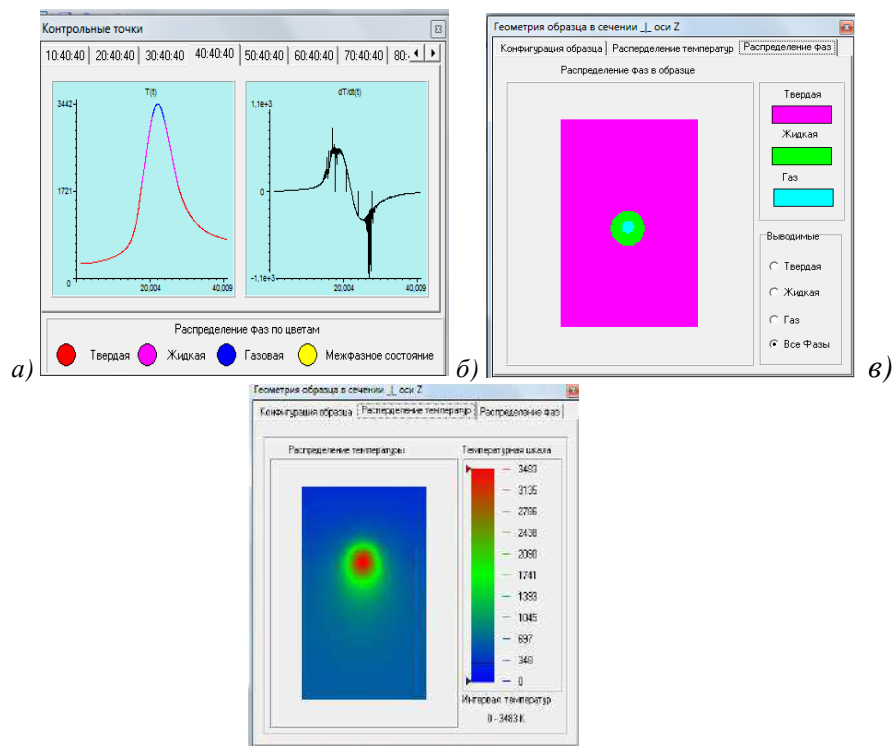 Контрольные точки
10:40:40 20:40:40 30:40:40 40:40:40 50:40:40 60:40:40 70:40:40 80:
T(t)
3442
1721
0
20,004 40,009
dT/dt(t)
1,1e+3
0
-1,1e+3
20,004 40,009
Распределение фаз по цветам
Твердая Жидкая Газовая Межфазное состояние
а)
Геометрия образца в сечении _|_ оси Z
Конфигурация образца Расперделение температур Распределение фаз
Распределение фаз в образце
Твердая
Жидкая
Газ
Выводимые
Твердая
Жидкая
Газ
Все Фазы
б)
в)
Геометрия образца в сечении _|_ оси Z
Конфигурация образца Расперделение температур Распределение фаз
Распределение температуры
Температурная шкала
3483
3135
2786
2438
2090
1741
1393
1045
697
348
0
Интервал температур
0 - 3483 K